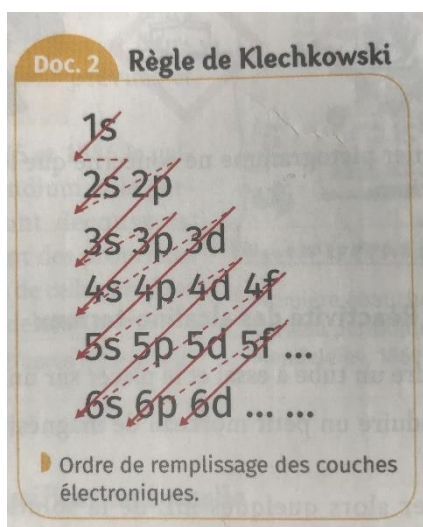 Doc. 2 Règle de Klechkowski
1s
2s 2p
3s 3p 3d
4s 4p 4d 4f
5s 5p 5d 5f ...
6s 6p 6d ... ...
Ordre de remplissage des couches
électroniques.